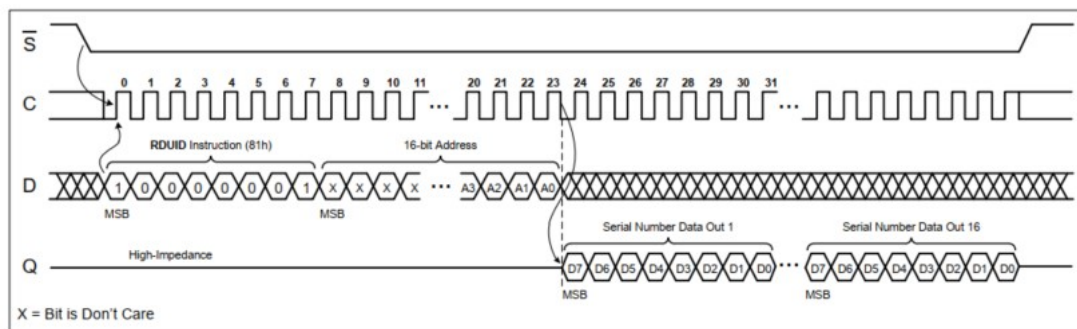 S
0 1 2 3 4 5 6 7 8 9 10 11 20 21 22 23 24 25 26 27 28 29 30 31
C ... ...
RDUID Instruction (81h) 16-bit Address
D 1 0 0 0 0 0 0 1 X X X X ... A3 A2 A1 A0
MSB MSB
Serial Number Data Out 1 Serial Number Data Out 16
High-Impedance
Q D7 D6 D5 D4 D3 D2 D1 D0 ... D7 D6 D5 D4 D3 D2 D1 D0
MSB MSB
X = Bit is Don't Care